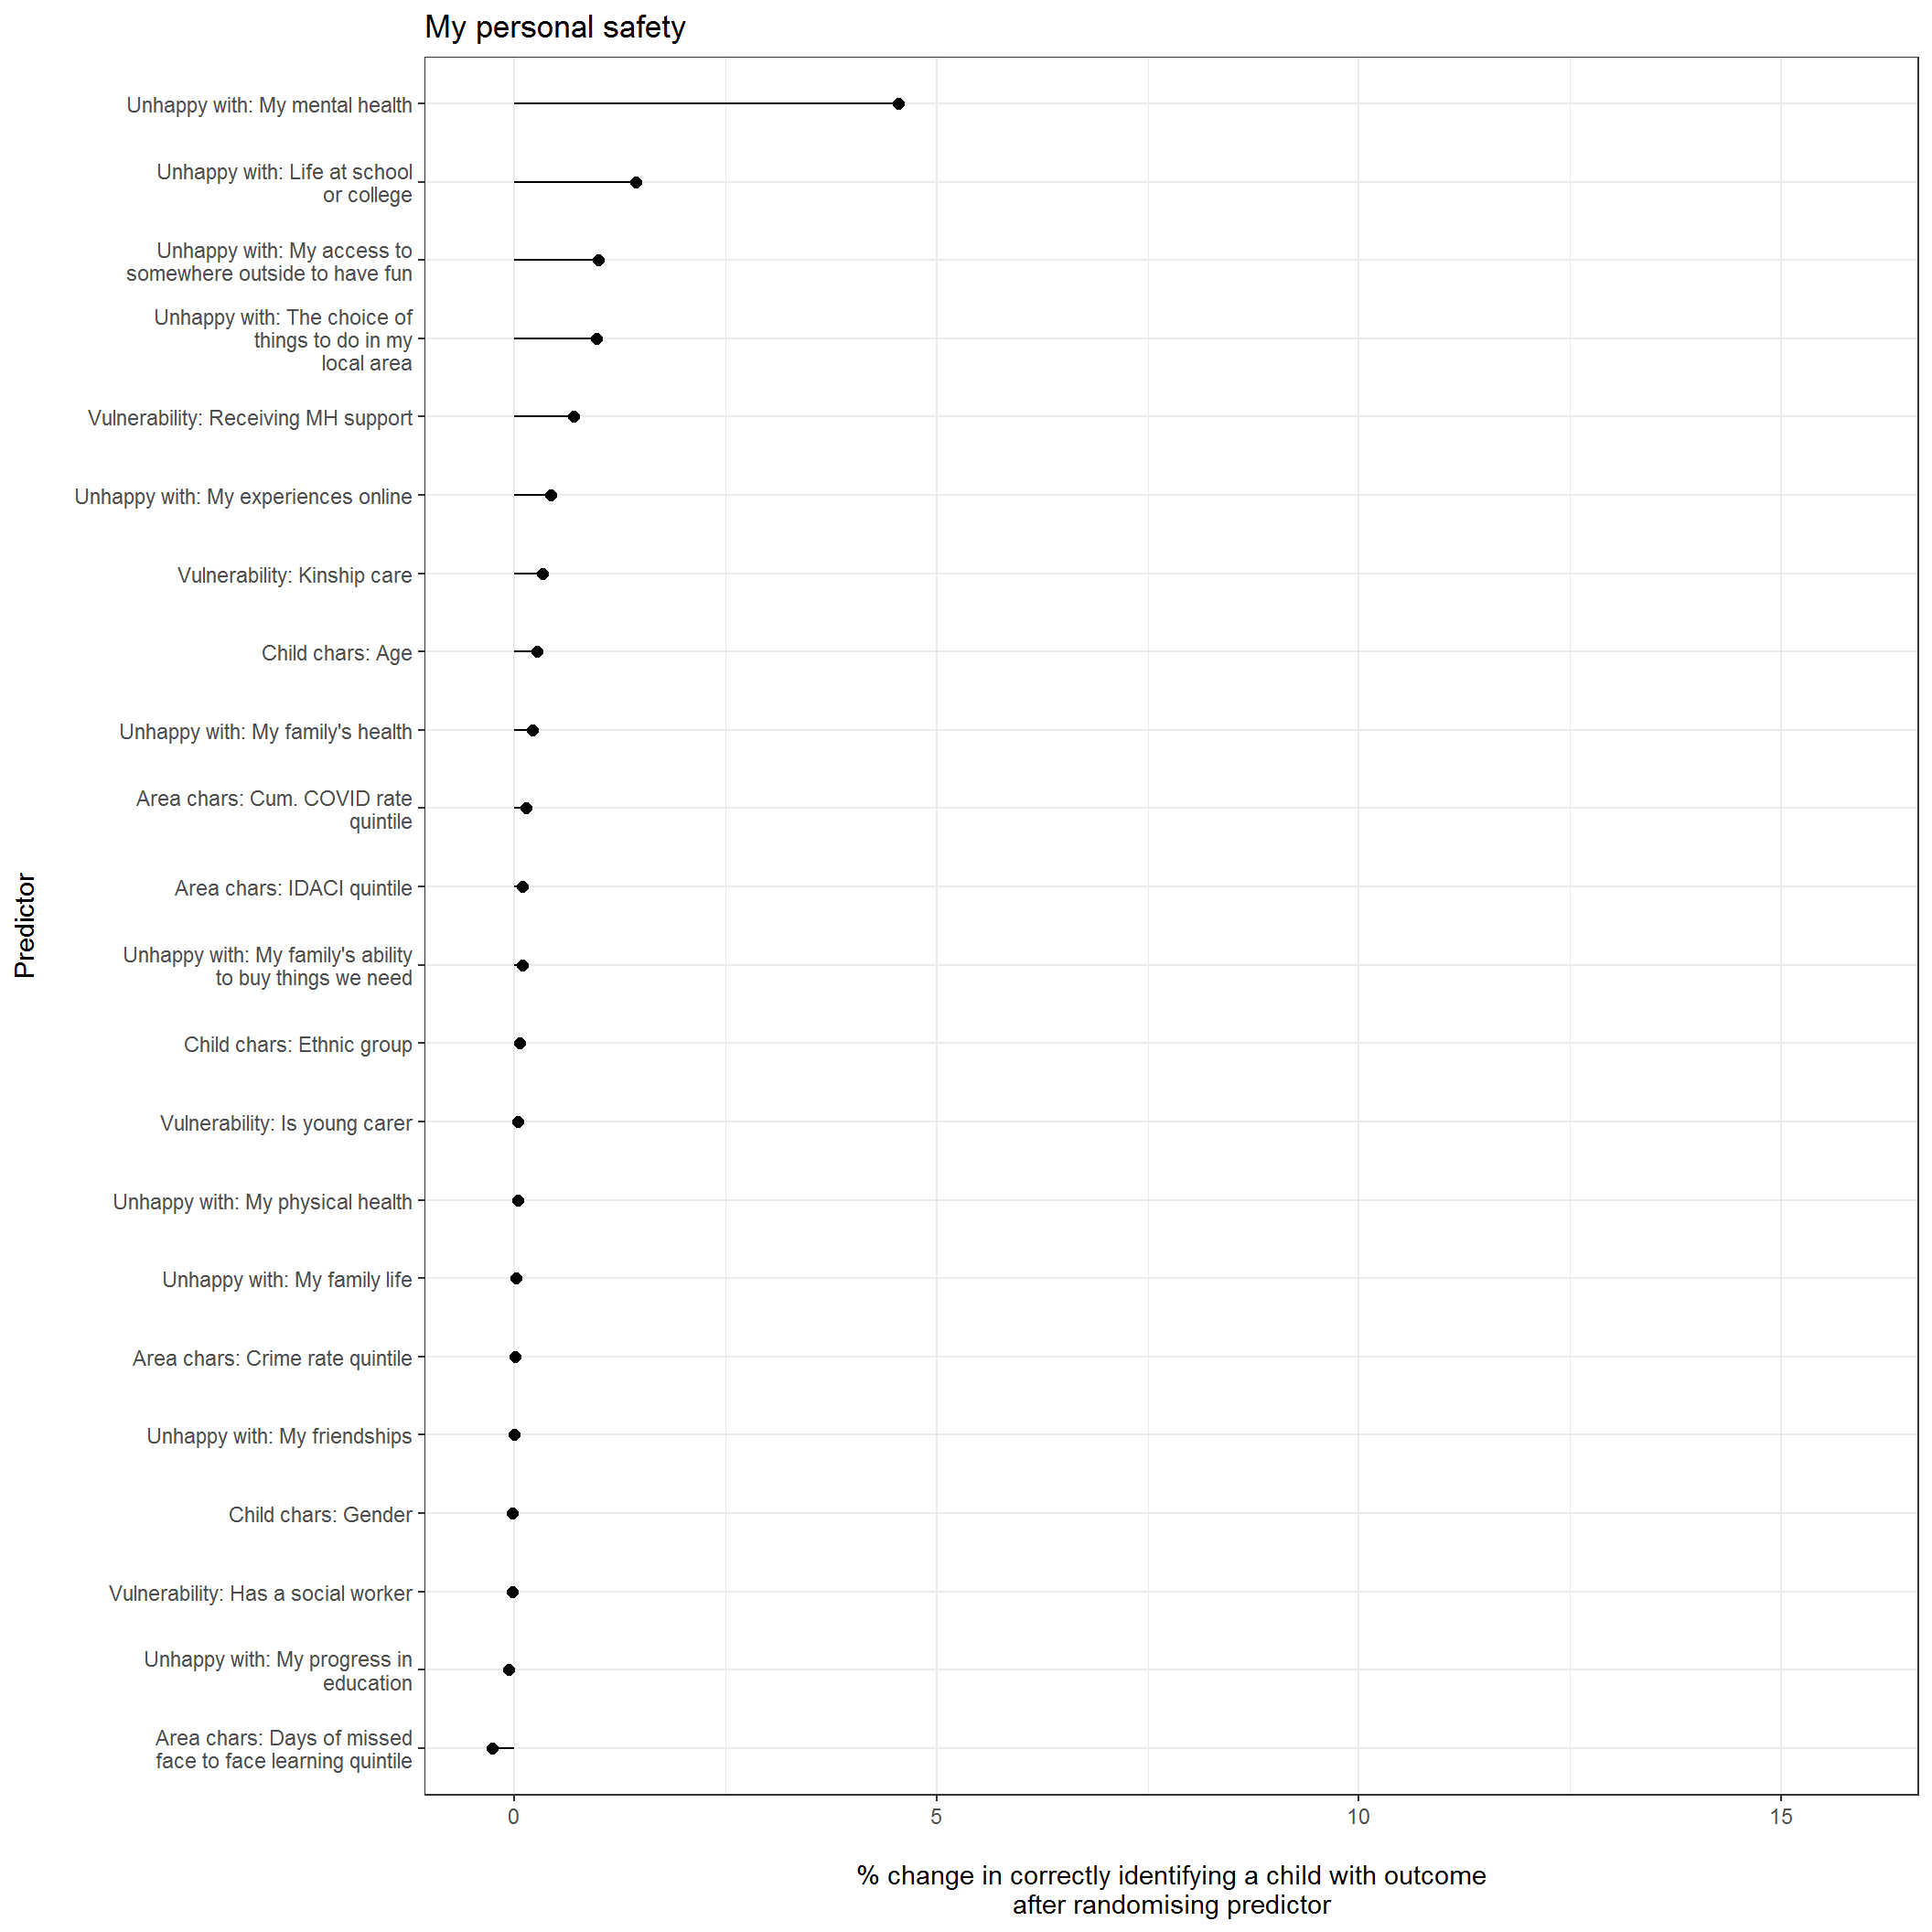 My personal safety
Unhappy with: My mental health
Unhappy with: Life at school
or college
Unhappy with: My access to
somewhere outside to have fun
Unhappy with: The choice of
things to do in my
local area
Vulnerability: Receiving MH support
Unhappy with: My experiences online
Vulnerability: Kinship care
Child chars: Age
Unhappy with: My family's health
Area chars: Cum. COVID rate
quintile
Area chars: IDACI quintile
Unhappy with: My family's ability
to buy things we need
Child chars: Ethnic group
Vulnerability: Is young carer
Unhappy with: My physical health
Unhappy with: My family life
Area chars: Crime rate quintile
Unhappy with: My friendships
Child chars: Gender
Vulnerability: Has a social worker
Unhappy with: My progress in
education
Area chars: Days of missed
face to face learning quintile
Predictor
0 5 10 15
% change in correctly identifying a child with outcome
after randomising predictor